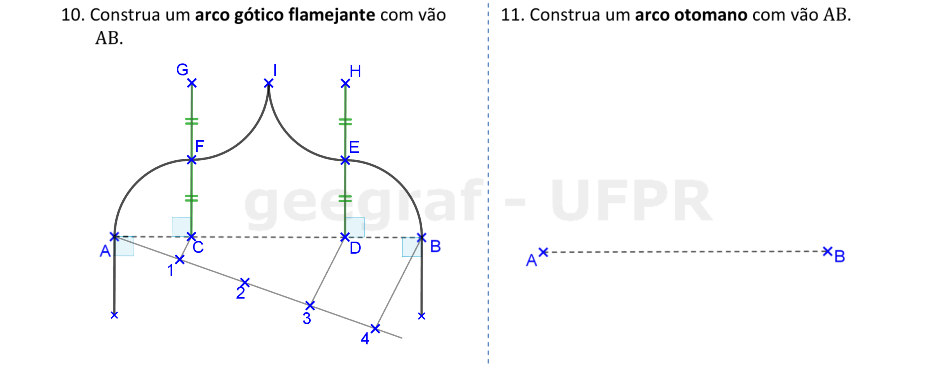 10. Construa um arco gótico flamejante com vão
AB.
G
I
H
F
E
A
C
D
B
1
2
3
4
11. Construa um arco otomano com vão AB.
A
B
geegraf - UFPR